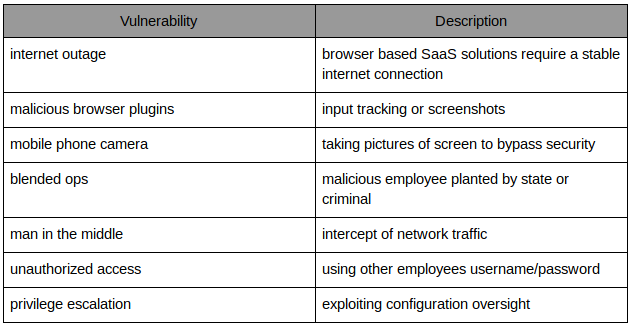 Vulnerability
Description
internet outage
browser based SaaS solutions require a stable
internet connection
malicious browser plugins
input tracking or screenshots
mobile phone camera
taking pictures of screen to bypass security
blended ops
malicious employee planted by state or
criminal
man in the middle
intercept of network traffic
unauthorized access
using other employees username/password
privilege escalation
exploiting configuration oversight